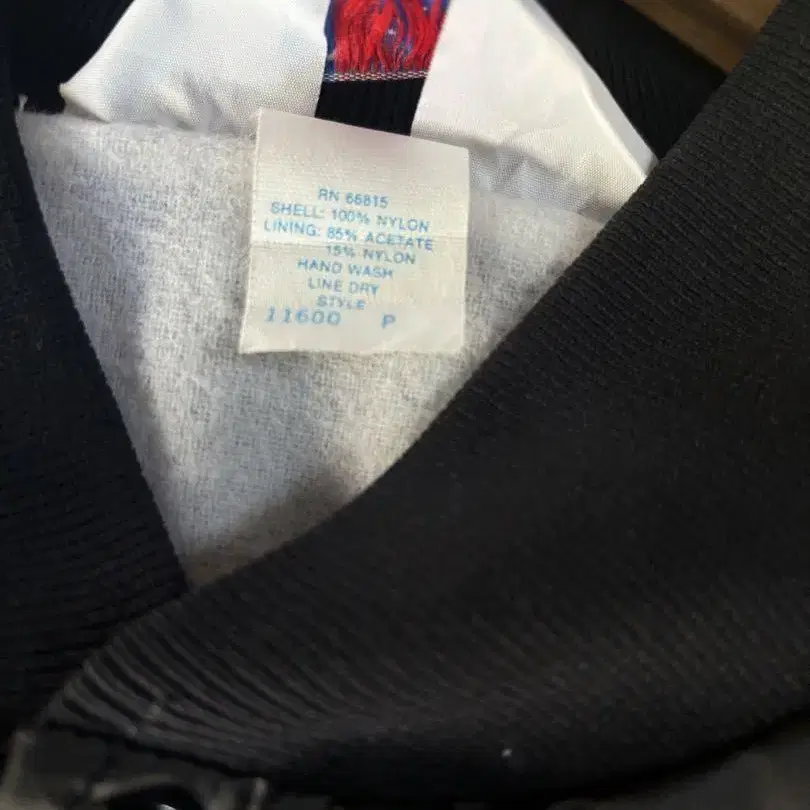 RN 66815
SHELL: 100% NYLON
LINING: 85% ACETATE
15% NYLON
HAND WASH
LINE DRY
STYLE
11600 P